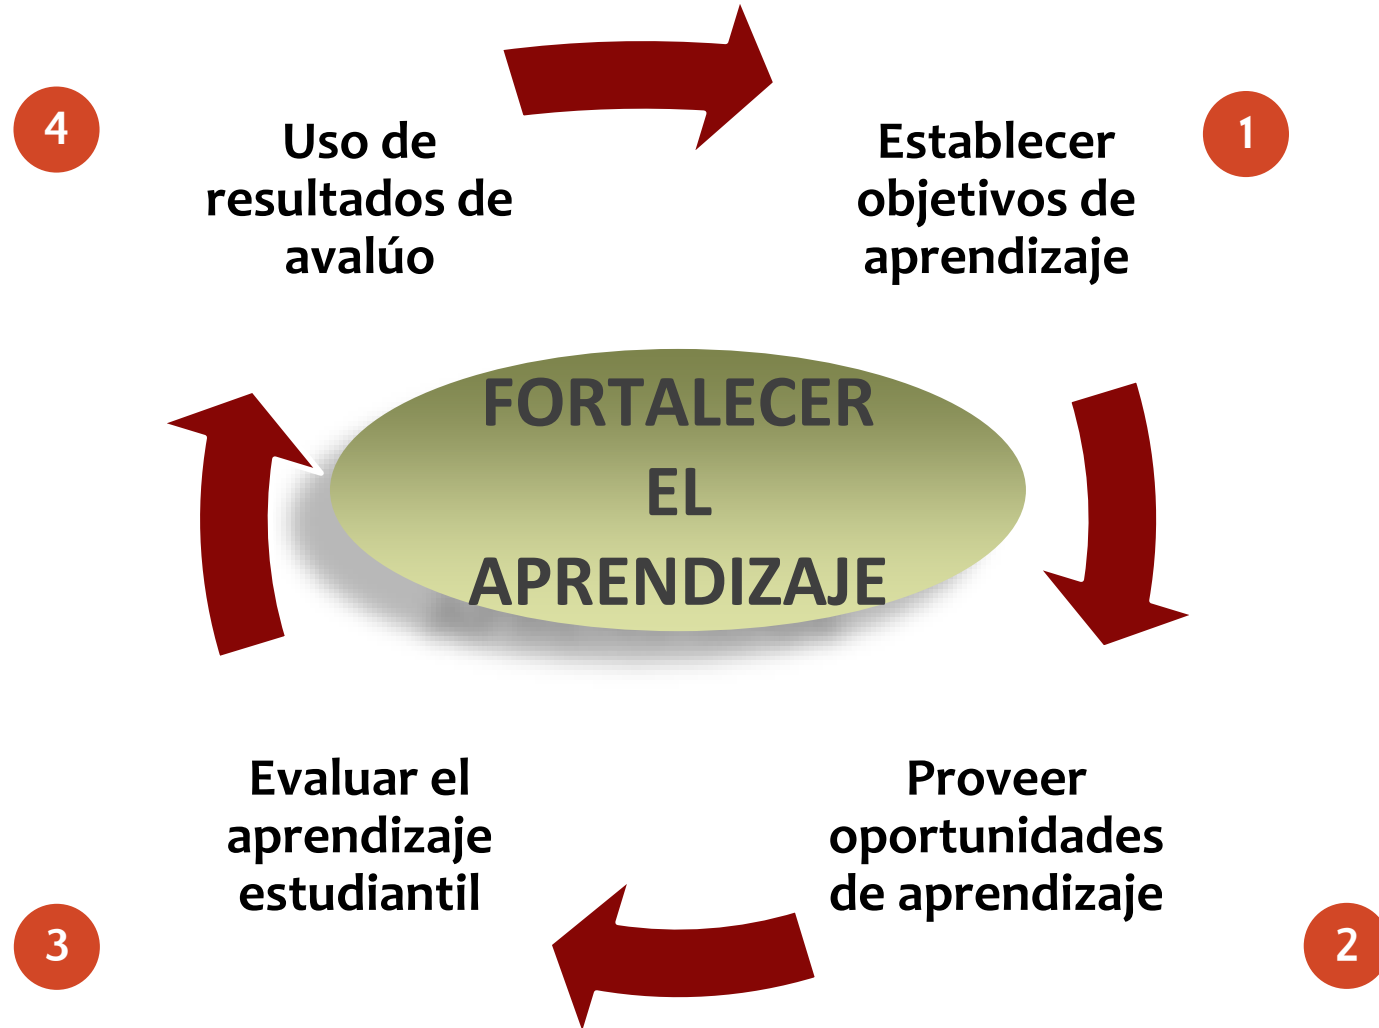 4
Uso de
resultados de
avalúo
Establecer
objetivos de
aprendizaje
1
FORTALECER
EL
APRENDIZAJE
Evaluar el
aprendizaje
estudiantil
3
Proveer
oportunidades
de aprendizaje
2